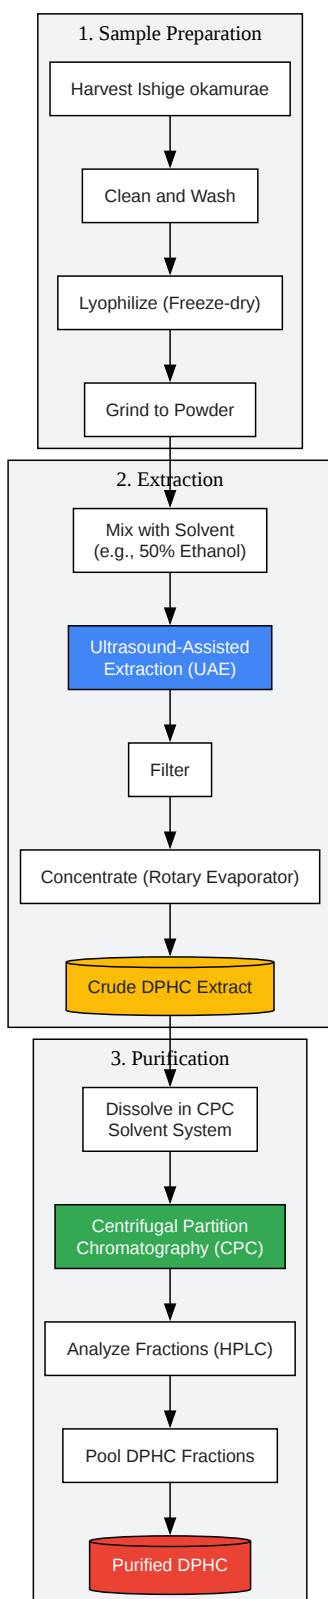 1. Sample Preparation
Harvest Ishige okamurae
Clean and Wash
Lyophilize (Freeze-dry)
Grind to Powder
2. Extraction
Mix with Solvent
(e.g., 50% Ethanol)
Ultrasound-Assisted
Extraction (UAE)
Filter
Concentrate (Rotary Evaporator)
Crude DPHC Extract
3. Purification
Dissolve in CPC
Solvent System
Centrifugal Partition
Chromatography (CPC)
Analyze Fractions (HPLC)
Pool DPHC Fractions
Purified DPHC